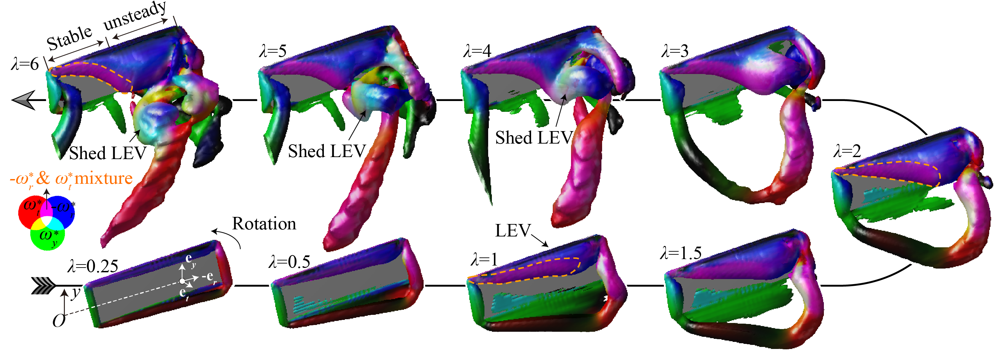 Stable
unsteady
λ=6
λ=5
λ=4
λ=3
Shed LEV
Shed LEV
Shed LEV
λ=2
-ω*r & ω*t mixture
ω*t
-ω*r
ω*y
Rotation
LEV
λ=0.25
λ=0.5
λ=1
λ=1.5
ey
-er
et
y
O